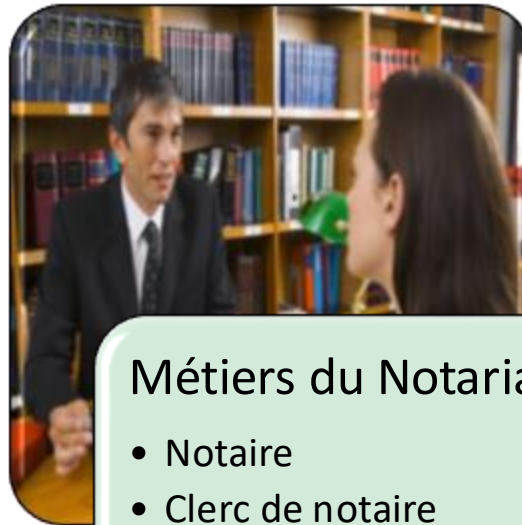 Métiers du Notaria
• Notaire
• Clerc de notaire